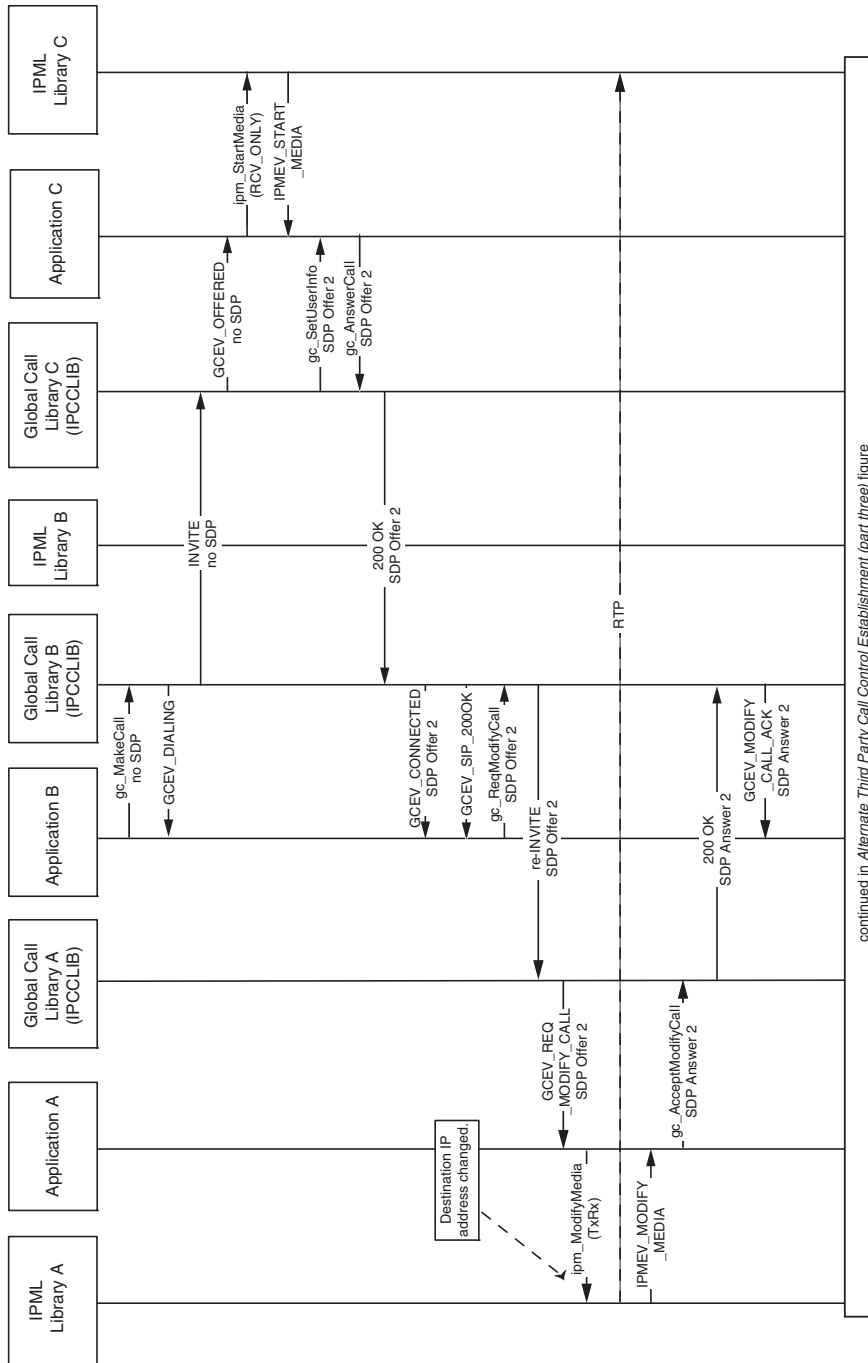 IPML
Library A
Application A
Global Call
Library A
(IPCCLIB)
Application B
Global Call
Library B
(IPCCLIB)
IPML
Library B
Global Call
Library C
(IPCCLIB)
Application C
IPML
Library C
gc_MakeCall
no SDP
GCEV_DIALING
INVITE
no SDP
GCEV_OFFERED
no SDP
ipm_StartMedia
(RCV_ONLY)
IPMEV_START
_MEDIA
gc_SetUserInfo
SDP Offer 2
gc_AnswerCall
SDP Offer 2
200 OK
SDP Offer 2
GCEV_CONNECTED
SDP Offer 2
GCEV_SIP_200OK
gc_ReqModifyCall
SDP Offer 2
re-INVITE
SDP Offer 2
GCEV_REQ
_MODIFY_CALL
SDP Offer 2
Destination IP
address changed.
ipm_ModifyMedia
(TxRx)
RTP
IPMEV_MODIFY
_MEDIA
gc_AcceptModifyCall
SDP Answer 2
200 OK
SDP Answer 2
GCEV_MODIFY
_CALL_ACK
SDP Answer 2
continued in Alternate Third Party Call Control Establishment (part three) figure